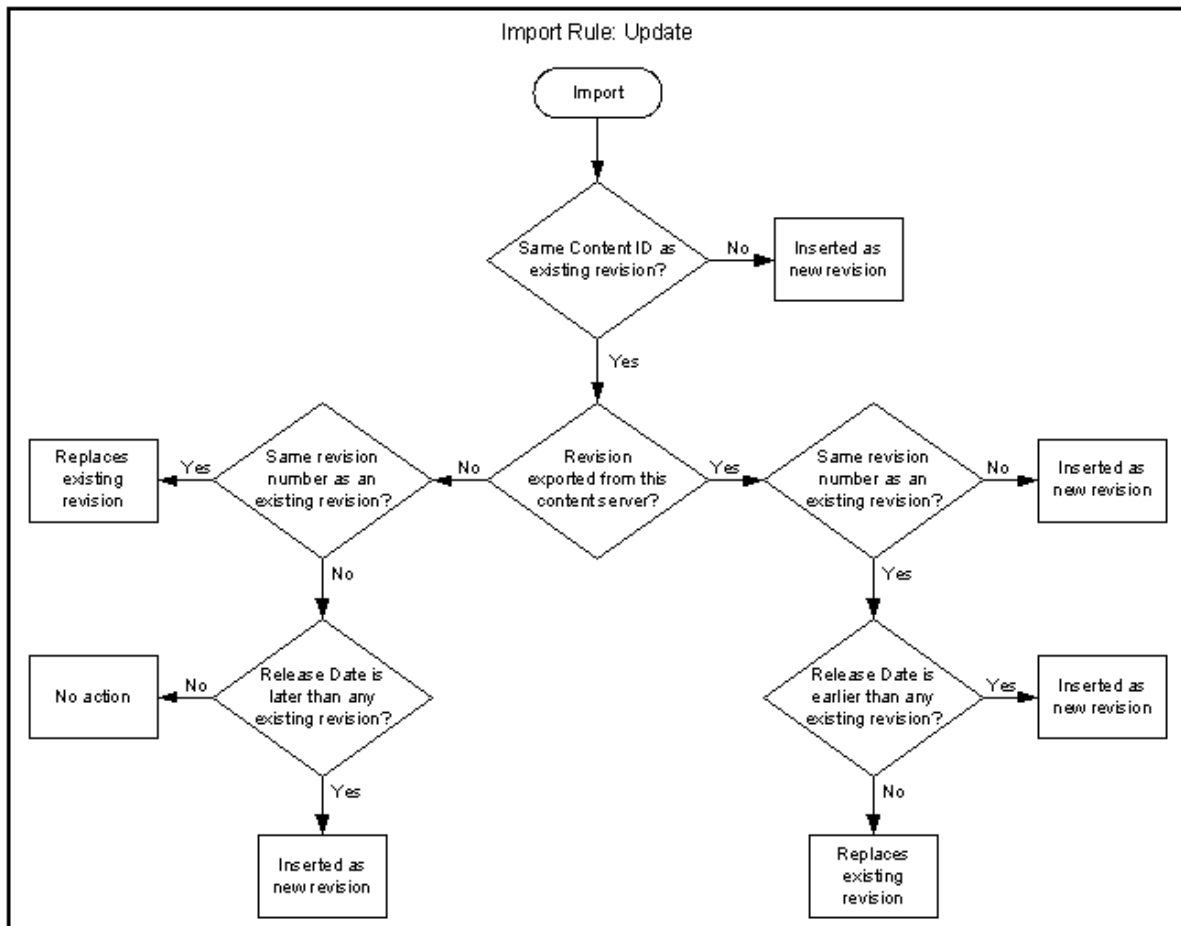 Import Rule: Update
Import
Same Content ID as
existing revision?
No
Inserted as
new revision
Yes
Replaces
existing
revision
Yes
Same revision
number as an
existing revision?
No
Revision
exported from this
content server?
Yes
Same revision
number as an
existing revision?
No
Inserted as
new revision
No
Yes
No action
No
Release Date is
later than any
existing revision?
Release Date is
earlier than any
existing revision?
Yes
Inserted as
new revision
Yes
No
Inserted as
new revision
Replaces
existing
revision